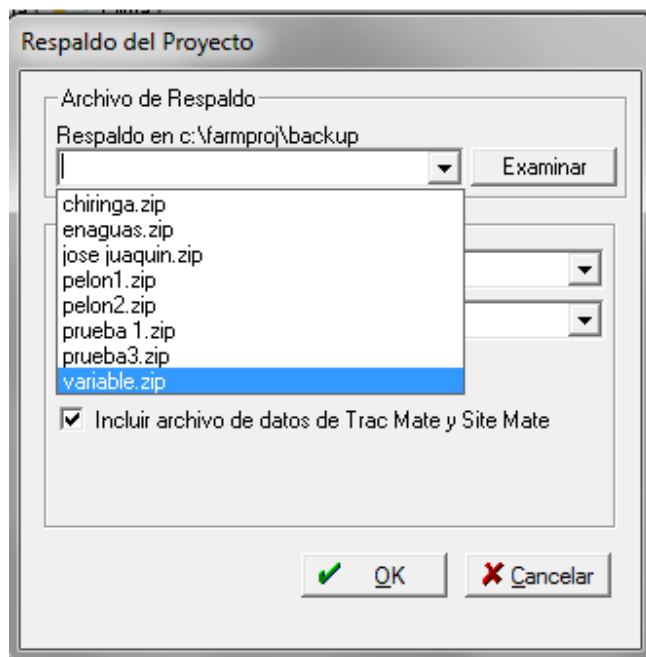 Respaldo del Proyecto
Archivo de Respaldo
Respaldo en c:\farmproj\backup
Examinar
chiringa.zip
enaguas.zip
jose juaquin.zip
pelon1.zip
pelon2.zip
prueba 1.zip
prueba3.zip
variable.zip
Incluir archivo de datos de Trac Mate y Site Mate
OK
Cancelar